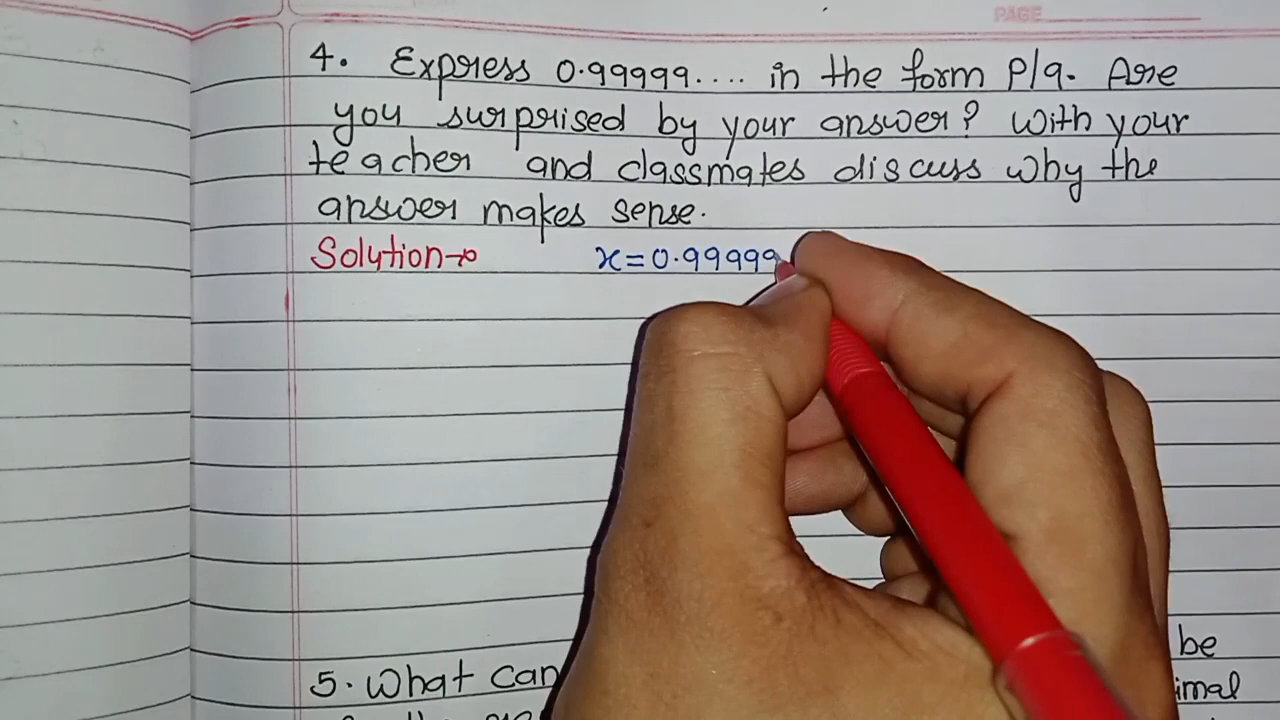 PAGE
4. Express 0.99999.... in the form P/q. Are
you surprised by your answer? With your
teacher and classmates discuss why the
answer makes sense.
Solution→ x=0.99999
be
5. What can
imal